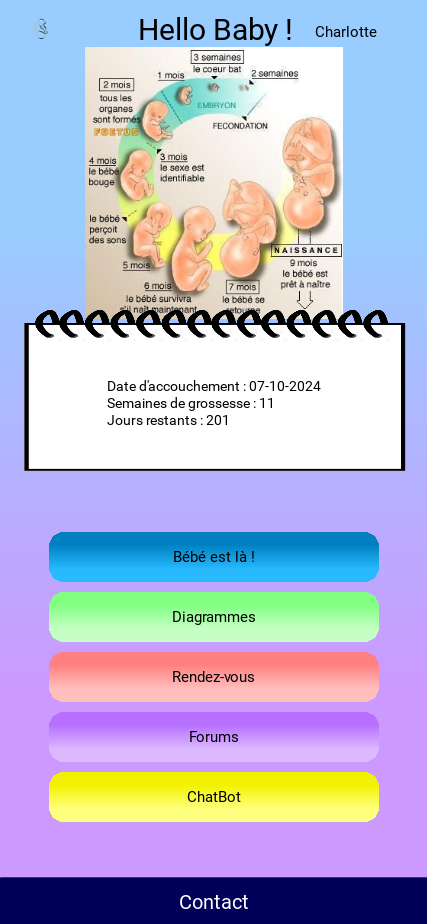 Hello Baby !
Charlotte
3 semaines
le coeur bat
2 semaines
1 mois
2 mois
tous les
organes
sont formés
FOETUS
EMBRYON
FECONDATION
4 mois
le bébé
bouge
3 mois
le sexe est
identifiable
le bébé
perçoit
des sons
5 mois
6 mois
le bébé survivra
s'il naît maintenant
7 mois
le bébé se
retourne
NAISSANCE
9 mois
le bébé est
prêt à naître
Date d'accouchement : 07-10-2024
Semaines de grossesse : 11
Jours restants : 201
Bébé est là !
Diagrammes
Rendez-vous
Forums
ChatBot
Contact